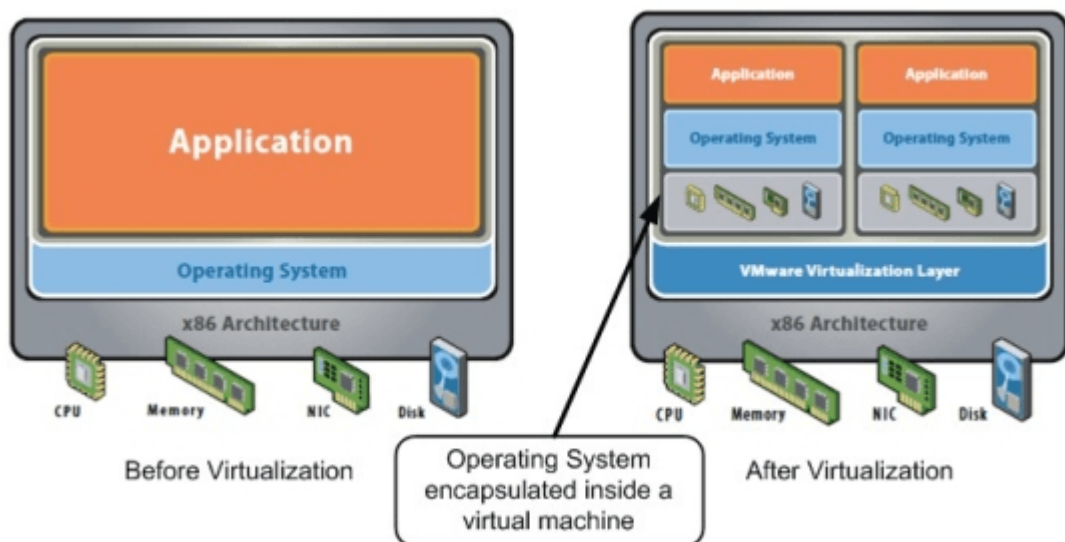 Application
Operating System
x86 Architecture
CPU
Memory
NIC
Disk
Before Virtualization
Application
Application
Operating System
Operating System
VMware Virtualization Layer
x86 Architecture
CPU
Memory
NIC
Disk
After Virtualization
Operating System
encapsulated inside a
virtual machine